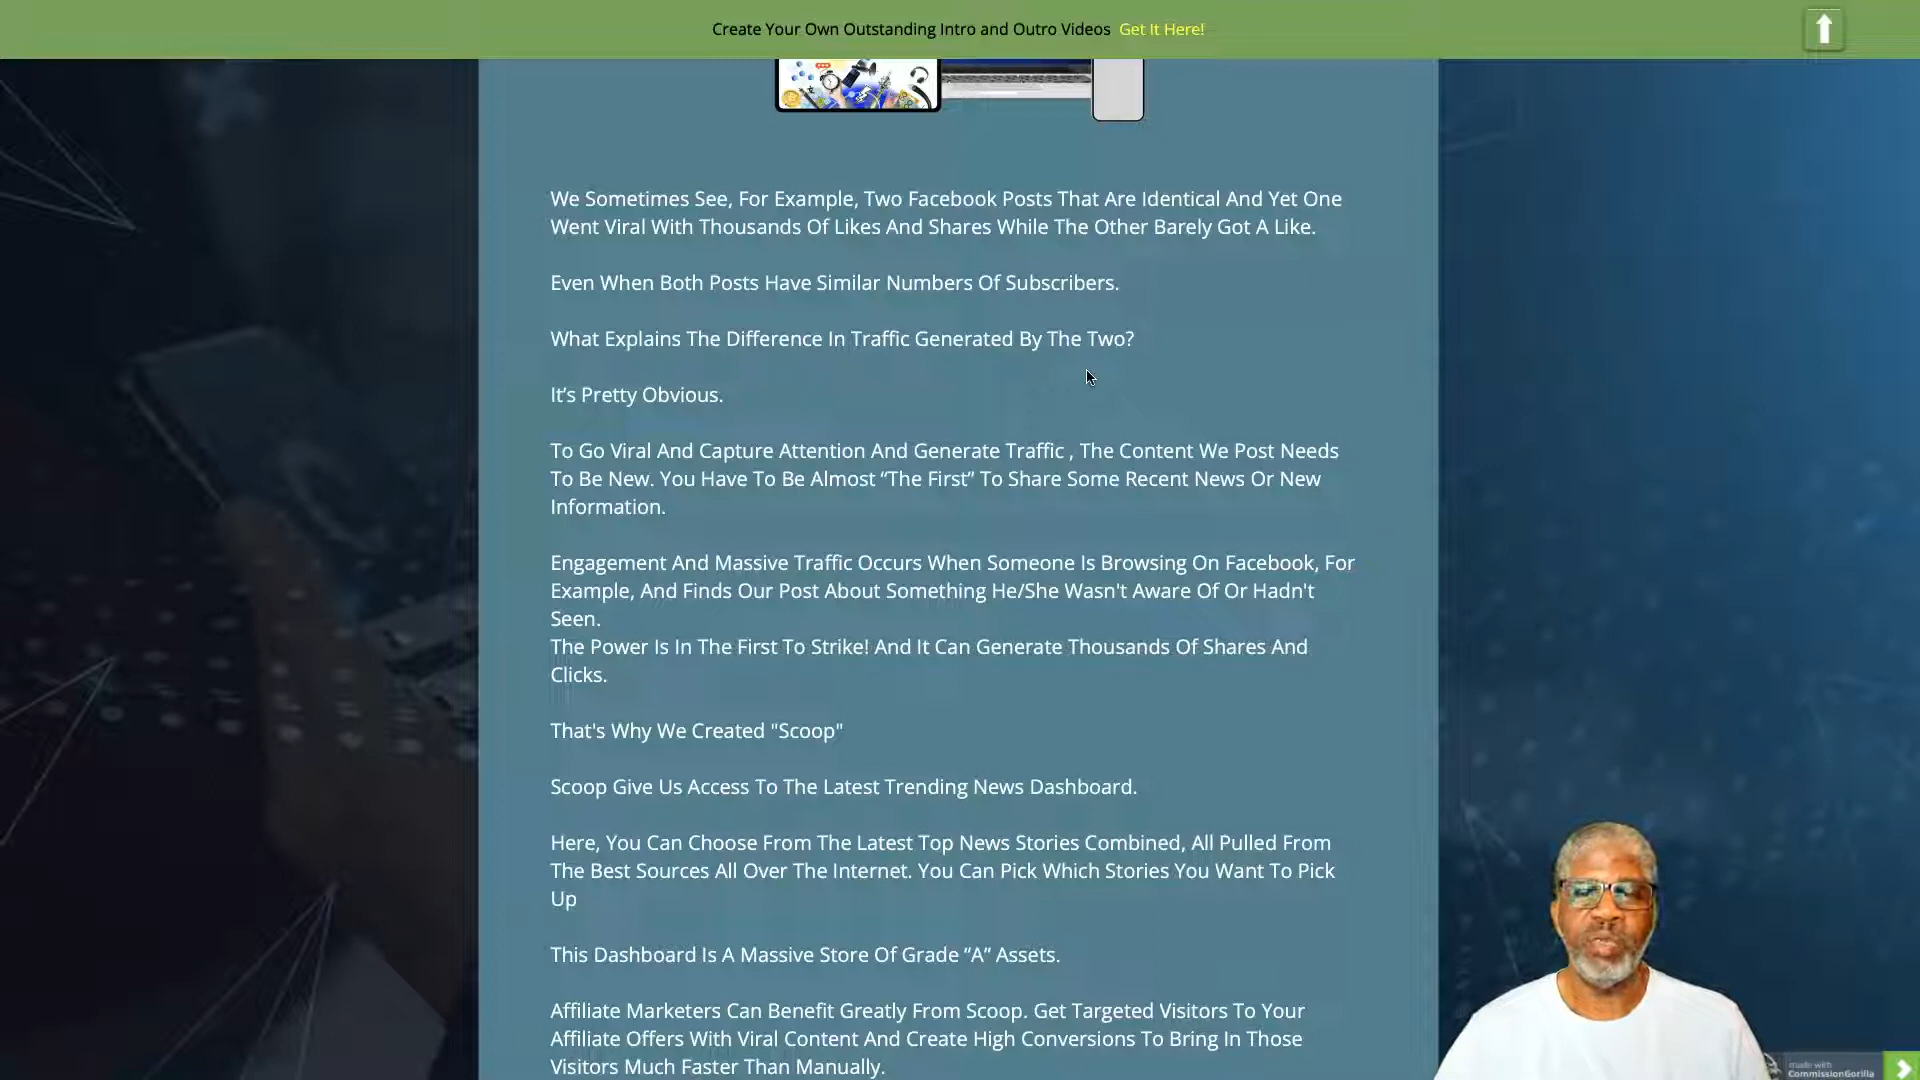 Create Your Own Outstanding Intro and Outro Videos Get It Here!
We Sometimes See, For Example, Two Facebook Posts That Are Identical And Yet One
Went Viral With Thousands Of Likes And Shares While The Other Barely Got A Like.
Even When Both Posts Have Similar Numbers Of Subscribers.
What Explains The Difference In Traffic Generated By The Two?
It’s Pretty Obvious.
To Go Viral And Capture Attention And Generate Traffic , The Content We Post Needs
To Be New. You Have To Be Almost “The First” To Share Some Recent News Or New
Information.
Engagement And Massive Traffic Occurs When Someone Is Browsing On Facebook, For
Example, And Finds Our Post About Something He/She Wasn't Aware Of Or Hadn't
Seen.
The Power Is In The First To Strike! And It Can Generate Thousands Of Shares And
Clicks.
That's Why We Created "Scoop"
Scoop Give Us Access To The Latest Trending News Dashboard.
Here, You Can Choose From The Latest Top News Stories Combined, All Pulled From
The Best Sources All Over The Internet. You Can Pick Which Stories You Want To Pick
Up
This Dashboard Is A Massive Store Of Grade “A” Assets.
Affiliate Marketers Can Benefit Greatly From Scoop. Get Targeted Visitors To Your
Affiliate Offers With Viral Content And Create High Conversions To Bring In Those
Visitors Much Faster Than Manually.
made with
CommissionGorilla